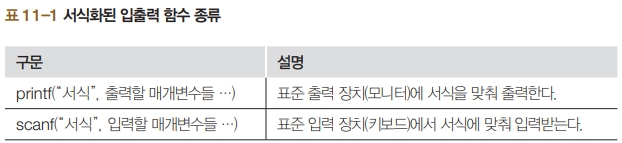 표 11-1 서식화된 입출력 함수 종류
구문 설명
printf(“서식”, 출력할 매개변수들 …) 표준 출력 장치(모니터)에 서식을 맞춰 출력한다.
scanf(“서식”, 입력할 매개변수들 …) 표준 입력 장치(키보드)에서 서식에 맞춰 입력받는다.